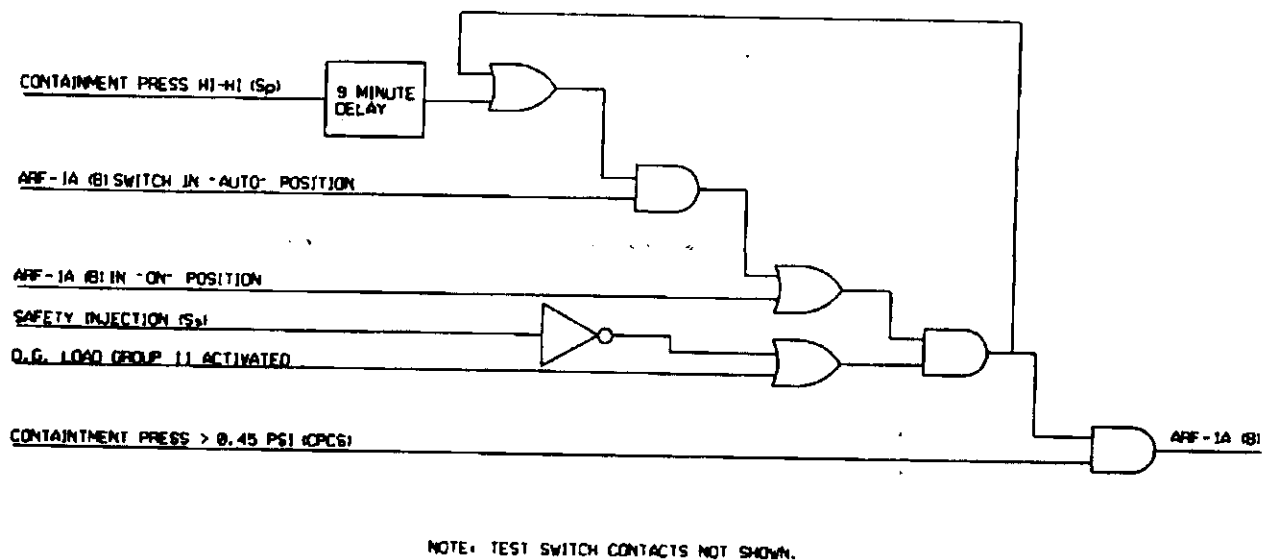 CONTAINMENT PRESS HI-HI (Sp)
9 MINUTE
DELAY
ARF-1A (B) SWITCH IN "AUTO" POSITION
ARF-1A (B) IN "ON" POSITION
SAFETY INJECTION (Ss)
D.G. LOAD GROUP 11 ACTIVATED
CONTAINTMENT PRESS > 0.45 PSI (CPCS)
ARF-1A (B)
NOTE: TEST SWITCH CONTACTS NOT SHOWN.